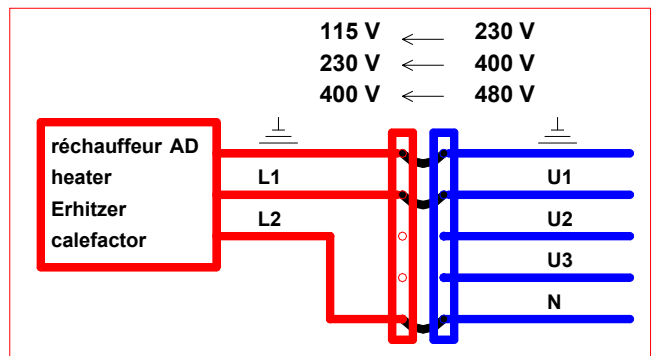 115 V ← 230 V
230 V ← 400 V
400 V ← 480 V
réchauffeur AD
heater
Erhitzer
calefactor
L1
L2
U1
U2
U3
N